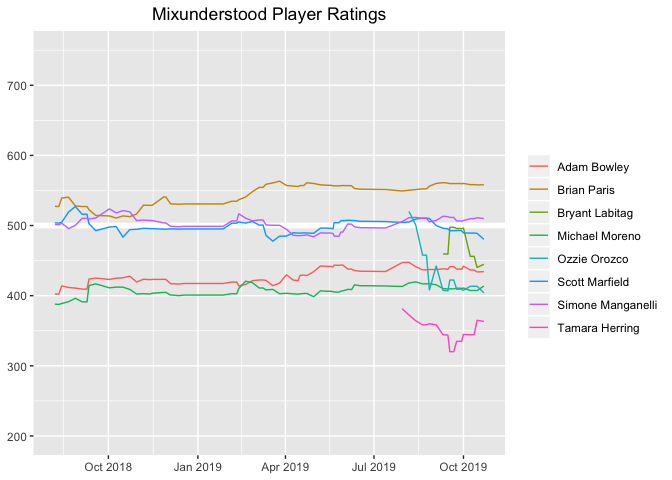 Mixunderstood Player Ratings
700
600
500
400
300
200
Oct 2018
Jan 2019
Apr 2019
Jul 2019
Oct 2019
Adam Bowley
Brian Paris
Bryant Labitag
Michael Moreno
Ozzie Orozco
Scott Marfield
Simone Manganelli
Tamara Herring